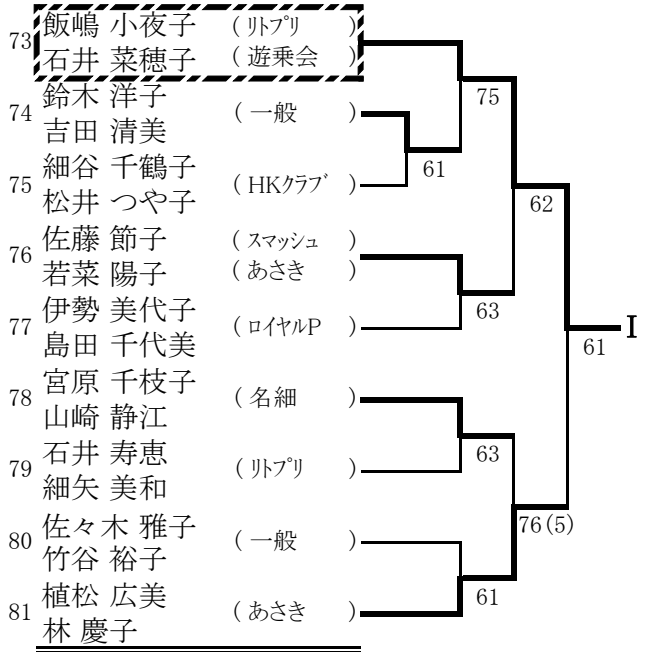 73 飯嶋 小夜子 (リトプリ
石井 菜穂子 (遊乗会
74 鈴木 洋子 (一般 )
吉田 清美
75 細谷 千鶴子 (HKクラブ )
松井 つや子
76 佐藤 節子 (スマッシュ )
若菜 陽子 (あさき )
77 伊勢 美代子 (ロイヤルP )
島田 千代美
78 宮原 千枝子 (名細 )
山崎 静江
79 石井 寿恵 (リトプリ )
細矢 美和
80 佐々木 雅子 (一般 )
竹谷 裕子
81 植松 広美 (あさき )
林 慶子
75
61
62
63
61
I
63
76(5)
61